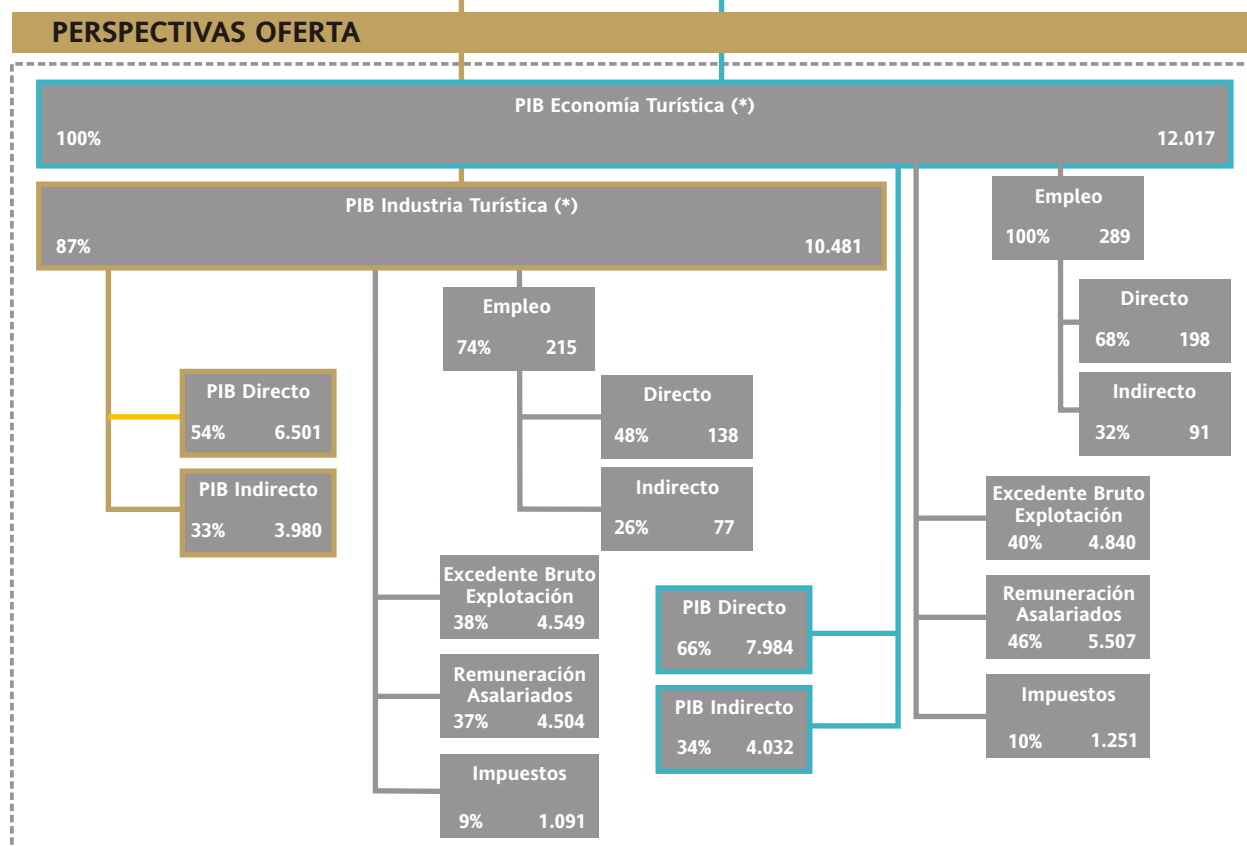 PERSPECTIVAS OFERTA
PIB Economía Turística (*)
100% 12.017
PIB Industria Turística (*)
87% 10.481
PIB Directo
54% 6.501
PIB Indirecto
33% 3.980
Empleo
74% 215
Directo
48% 138
Indirecto
26% 77
Excedente Bruto
Explotación
38% 4.549
Remuneración
Asalariados
37% 4.504
Impuestos
9% 1.091
PIB Directo
66% 7.984
PIB Indirecto
34% 4.032
Empleo
100% 289
Directo
68% 198
Indirecto
32% 91
Excedente Bruto
Explotación
40% 4.840
Remuneración
Asalariados
46% 5.507
Impuestos
10% 1.251